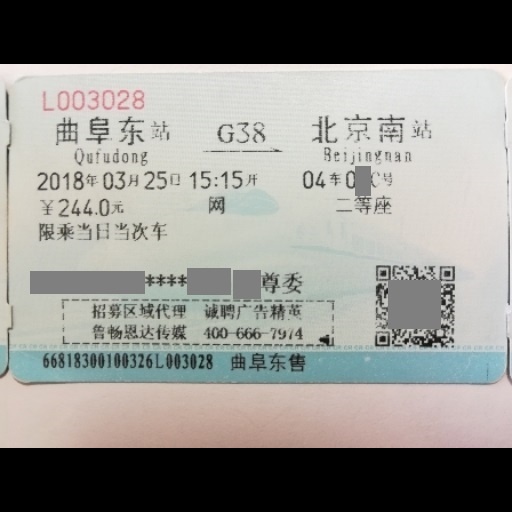 L003028
曲阜东站 G38 北京南站
Qufudong Beijingnan
2018年03月25日 15:15开 04车0C号
￥244.0元 网 二等座
限乘当日当次车
****尊委
招募区域代理 诚聘广告精英
鲁畅恩达传媒 400-666-7974
66818300100326L003028 曲阜东售